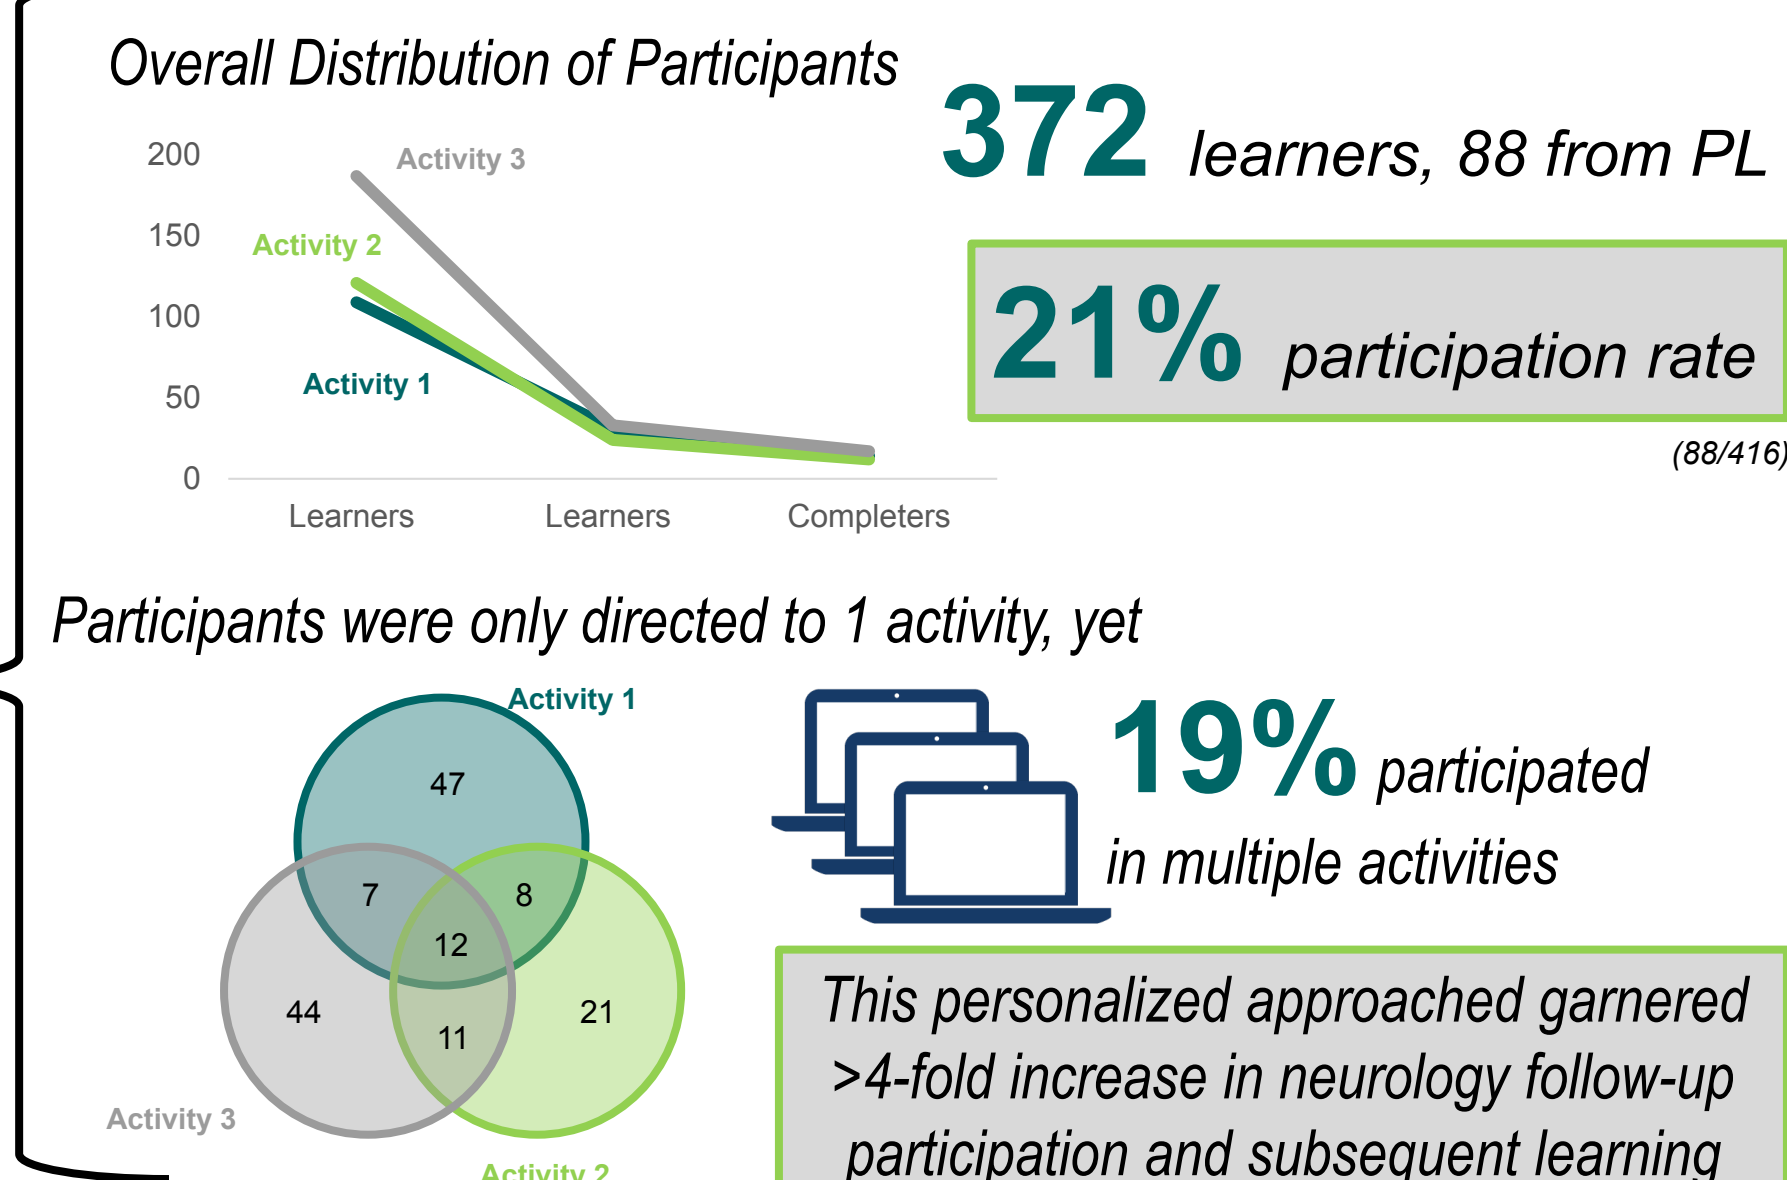 Overall Distribution of Participants
372 learners, 88 from PL
200
150
100
50
0
Activity 3
Activity 2
Activity 1
Learners Learners Completers
21% participation rate
(88/416)
Participants were only directed to 1 activity, yet
Activity 1
47
7
8
12
44
11
21
Activity 3
Activity 2
19% participated
in multiple activities
This personalized approached garnered
>4-fold increase in neurology follow-up
participation and subsequent learning